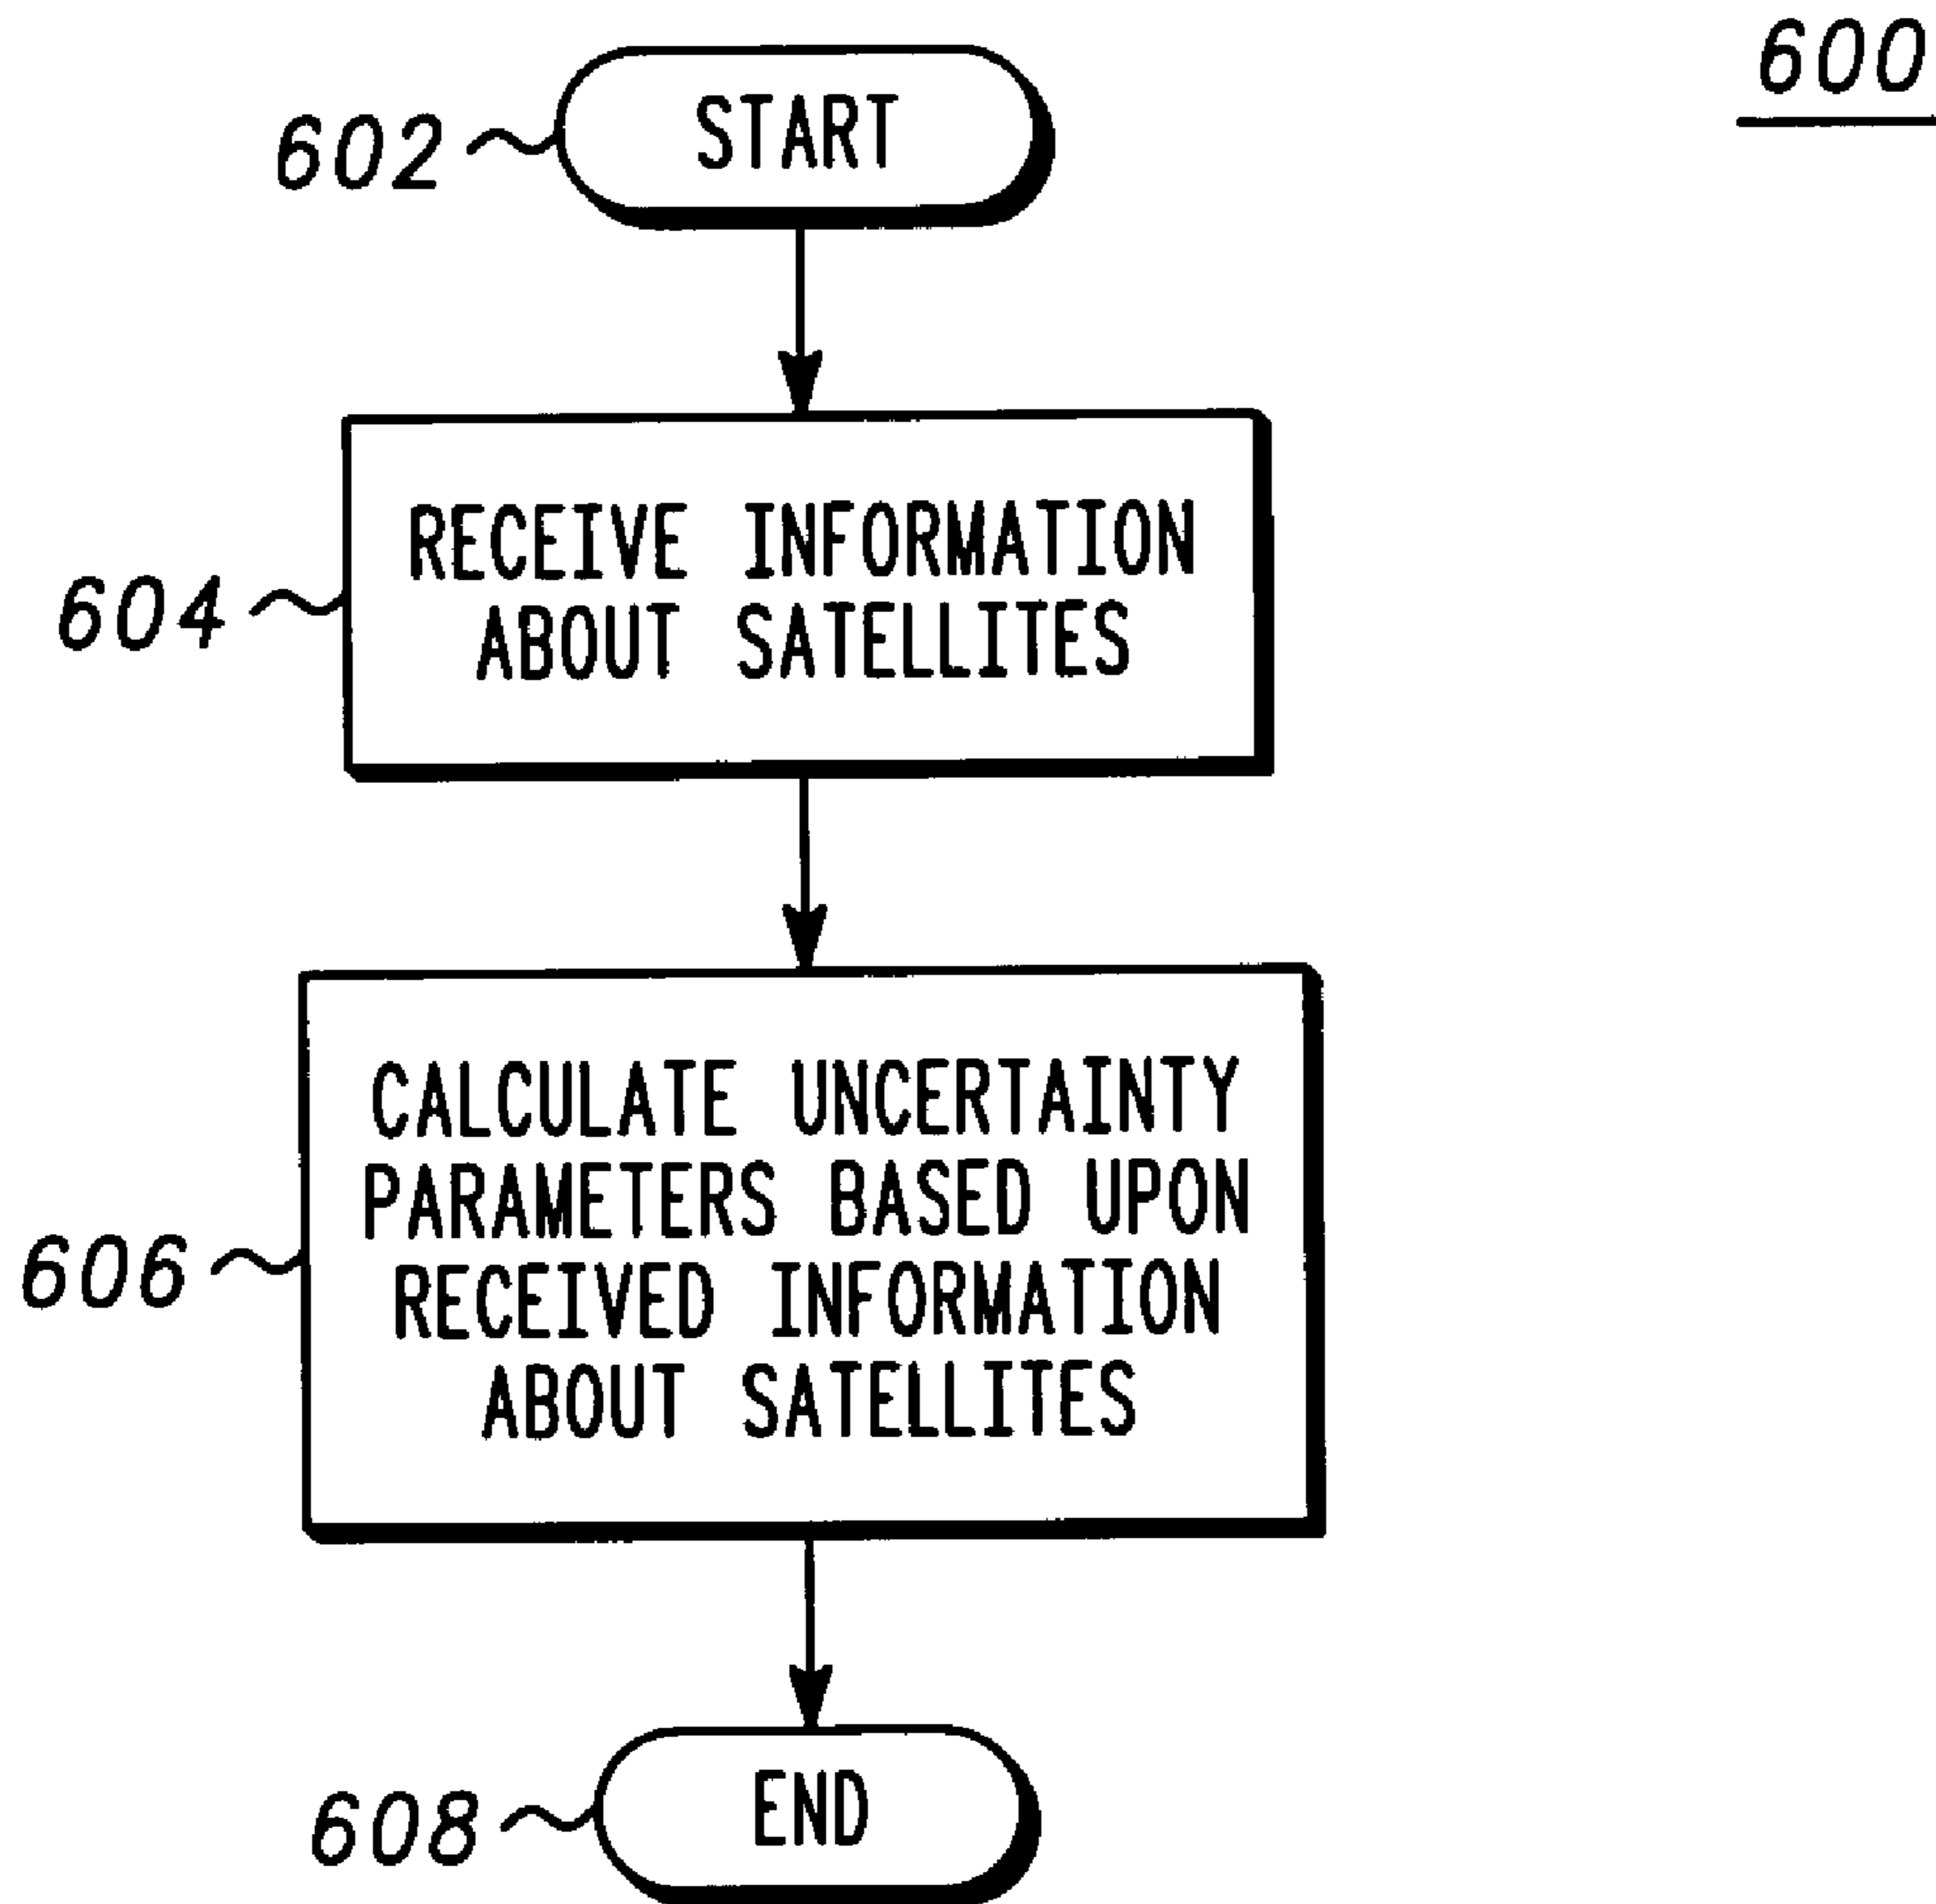 600
602
START
604
RECEIVE INFORMATION
ABOUT SATELLITES
606
CALCULATE UNCERTAINTY
PARAMETERS BASED UPON
RECEIVED INFORMATION
ABOUT SATELLITES
608
END